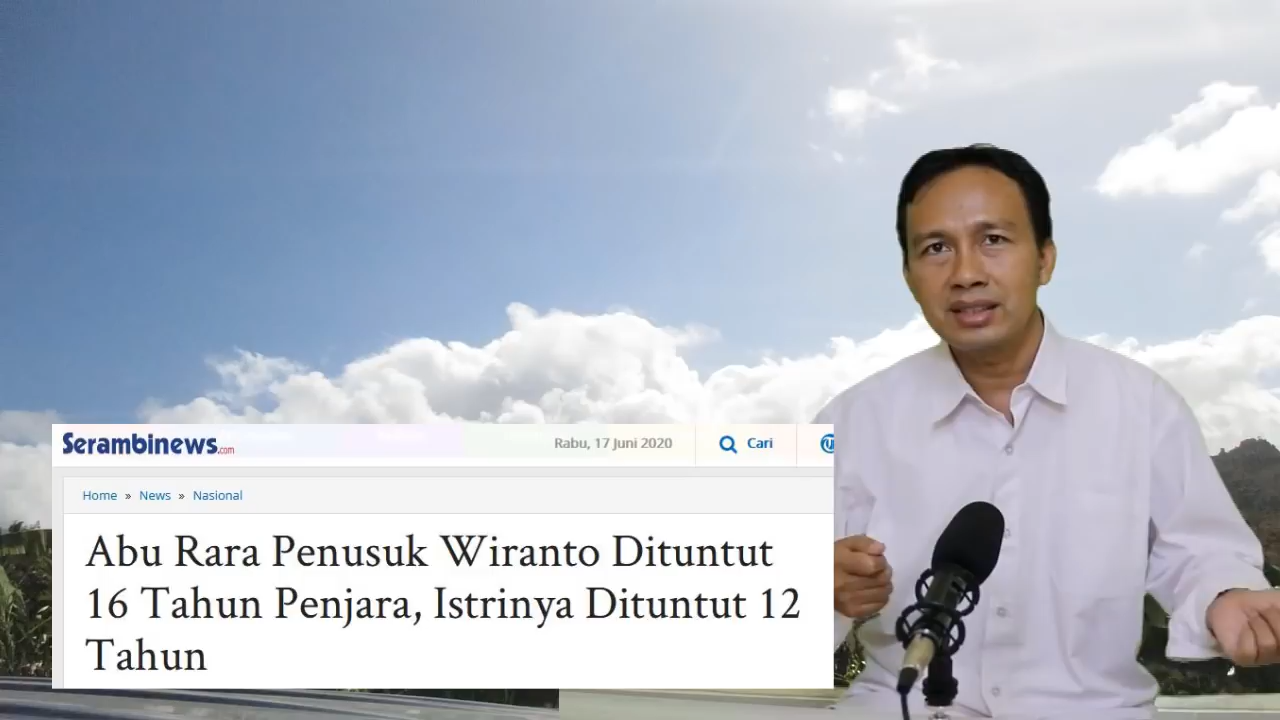 Serambinews.com
Rabu, 17 Juni 2020
Cari
Home » News » Nasional
Abu Rara Penusuk Wiranto Dituntut
16 Tahun Penjara, Istrinya Dituntut 12
Tahun